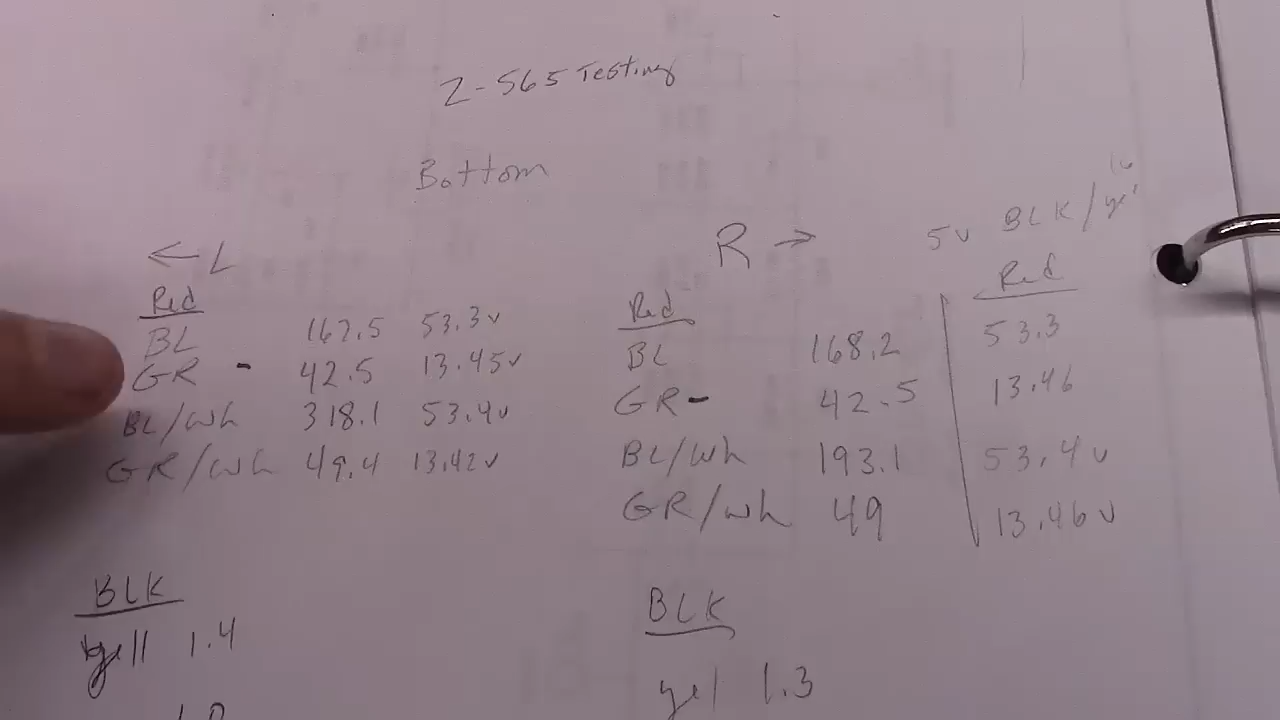 Z-565 Testing
Bottom
← L
Red
BL 167.5 53.3v
GR - 42.5 13.45v
BL/Wh 318.1 53.4v
GR/Wh 49.4 13.42v
BLK
yell 1.4
R →
Red
BL 168.2
GR- 42.5
BL/Wh 193.1
GR/Wh 49
BLK
yel 1.3
5v BLK/yel
Red
53.3
13.46
53.4v
13.46v